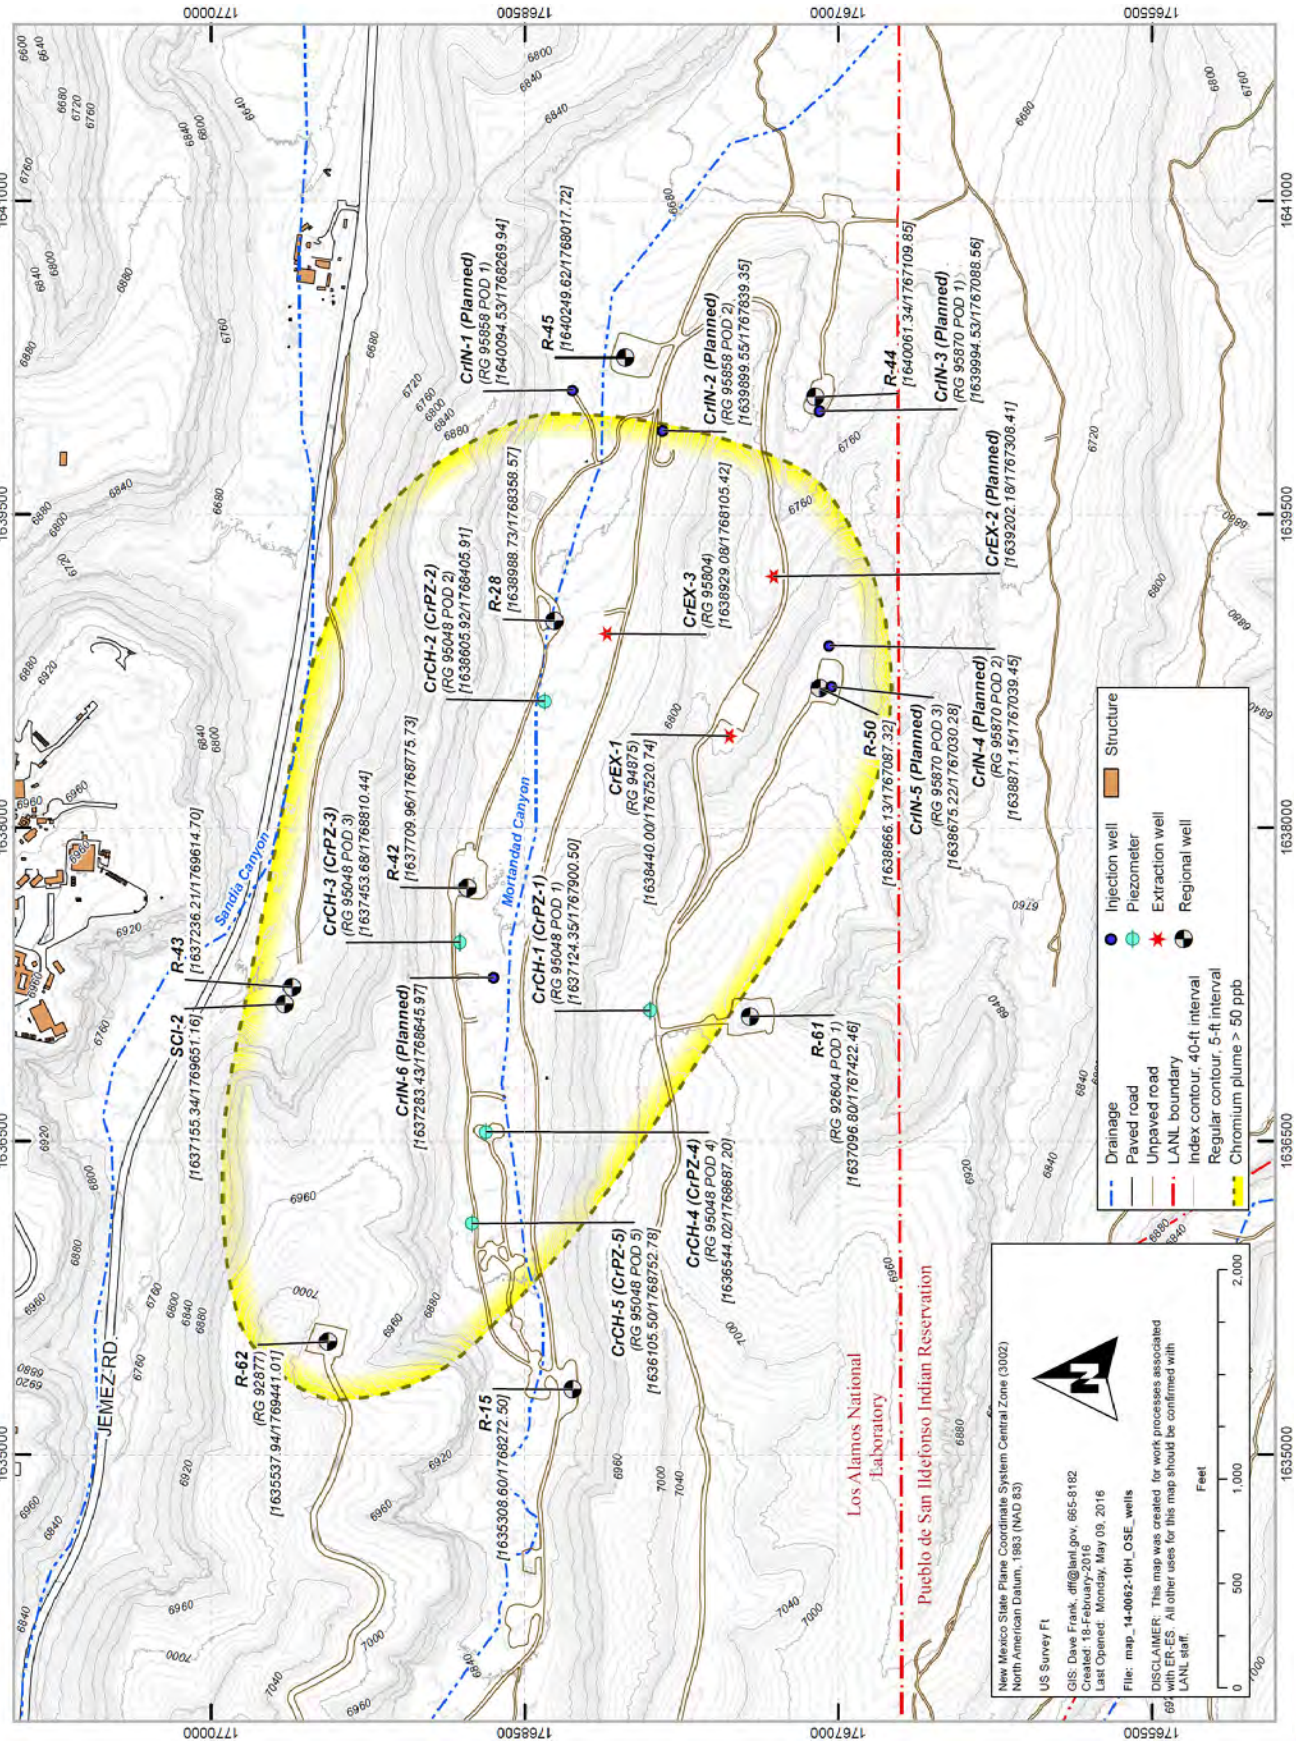 1770000
1768500
1767000
1765500
1641000
1639500
1638000
1636500
1635000
JEMEZ RD.
Sandia Canyon
Mortandad Canyon
R-62
(RG 92877)
[1635537.94/1769441.01]
R-15
[1635308.60/1768272.50]
SCI-2
[1637155.34/1769651.16]
R-43
[1637236.21/1769614.70]
CrCH-3 (CrPZ-3)
(RG 95048 POD 3)
[1637453.68/1768810.44]
R-42
[1637709.96/1768775.73]
CrIN-6 (Planned)
[1637283.43/1768645.97]
CrCH-2 (CrPZ-2)
(RG 95048 POD 2)
[1638605.92/1768405.91]
R-28
[1638988.73/1768358.57]
CrIN-1 (Planned)
(RG 95858 POD 1)
[1640094.53/1768269.94]
R-45
[1640249.62/1768017.72]
CrIN-2 (Planned)
(RG 95858 POD 2)
[1639899.55/1767839.35]
CrCH-5 (CrPZ-5)
(RG 95048 POD 5)
[1636105.50/1768752.78]
CrCH-4 (CrPZ-4)
(RG 95048 POD 4)
[1636544.02/1768687.20]
CrCH-1 (CrPZ-1)
(RG 95048 POD 1)
[1637124.35/1767900.50]
CrEX-1
(RG 94875)
[1638440.00/1767520.74]
CrEX-3
(RG 95804)
[1638929.08/1768105.42]
R-61
(RG 92604 POD 1)
[1637096.80/1767422.46]
R-50
[1638666.13/1767087.32]
CrIN-5 (Planned)
(RG 95870 POD 3)
[1638675.22/1767030.28]
CrIN-4 (Planned)
(RG 95870 POD 2)
[1638871.15/1767039.45]
CrEX-2 (Planned)
[1639202.18/1767308.41]
R-44
[1640061.34/1767109.85]
CrIN-3 (Planned)
(RG 95870 POD 1)
[1639994.53/1767088.56]
Los Alamos National
Laboratory
Pueblo de San Ildefonso Indian Reservation
New Mexico State Plane Coordinate System Central Zone (3002)
North American Datum, 1983 (NAD 83)
US Survey Ft
GIS: Dave Frank, dff@lanl.gov, 665-8182
Created: 18-February-2016
Last Opened: Monday, May 09, 2016
File: map_14-0062-10H_OSE_wells
DISCLAIMER: This map was created for work processes associated
with ER-ES. All other uses for this map should be confirmed with
LANL staff.
N
Feet
0 500 1,000 2,000
Drainage
Paved road
Unpaved road
LANL boundary
Index contour, 40-ft interval
Regular contour, 5-ft interval
Chromium plume > 50 ppb
Injection well
Piezometer
Extraction well
Regional well
Structure